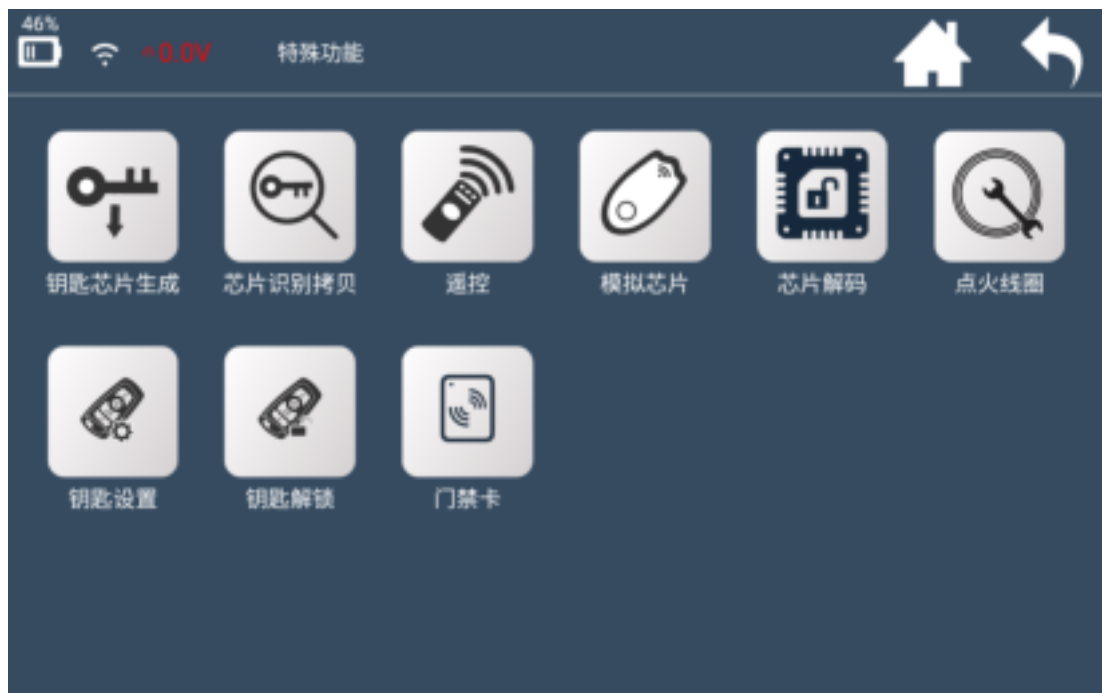 46%
≈0.0V
特殊功能
钥匙芯片生成
芯片识别拷贝
遥控
模拟芯片
芯片解码
点火线圈
钥匙设置
钥匙解锁
门禁卡